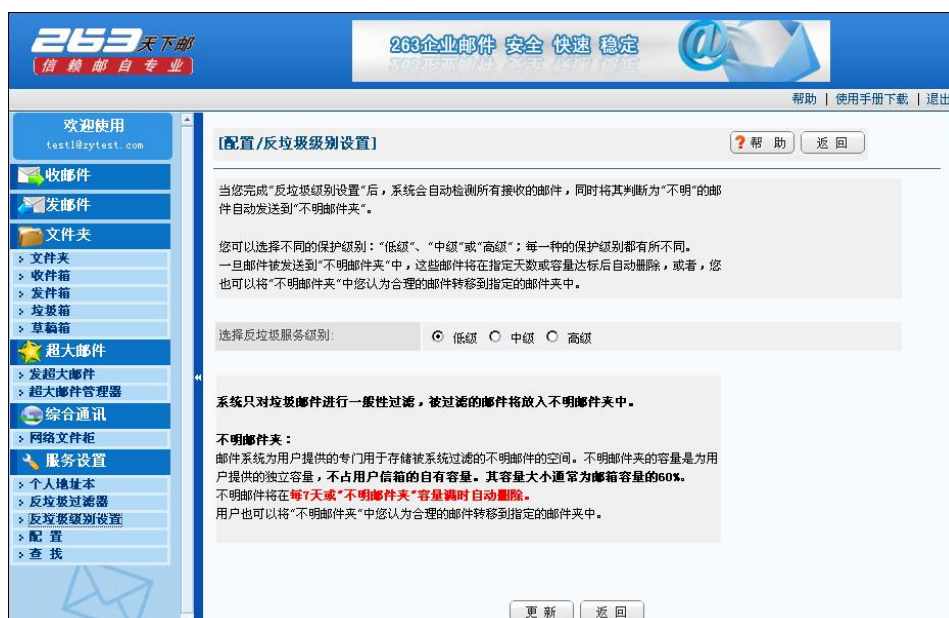 263天下邮
信赖邮自专业
263企业邮件 安全 快速 稳定
帮助 | 使用手册下载 | 退出
欢迎使用
test1@zytest.com
收邮件
发邮件
文件夹
文件夹
收件箱
发件箱
垃圾箱
草稿箱
超大邮件
发超大邮件
超大邮件管理器
综合通讯
网络文件柜
服务设置
个人地址本
反垃圾过滤器
反垃圾级别设置
配 置
查 找
[配置/反垃圾级别设置]
?帮 助
返 回
当您完成“反垃圾级别设置”后，系统会自动检测所有接收的邮件，同时将其判断为“不明”的邮
件自动发送到“不明邮件夹”。
您可以选择不同的保护级别：“低级”、“中级”或“高级”；每一种的保护级别都有所不同。
一旦邮件被发送到“不明邮件夹”中，这些邮件将在指定天数或容量达标后自动删除，或者，您
也可以将“不明邮件夹”中您认为合理的邮件转移到指定的邮件夹中。
选择反垃圾服务级别: 低级 中级 高级
系统只对垃圾邮件进行一般性过滤，被过滤的邮件将放入不明邮件夹中。
不明邮件夹：
邮件系统为用户提供的专门用于存储被系统过滤的不明邮件的空间。不明邮件夹的容量是为用
户提供的独立容量，不占用户信箱的自有容量。其容量大小通常为邮箱容量的60%。
不明邮件将在每7天或“不明邮件夹”容量满时自动删除。
用户也可以将“不明邮件夹”中您认为合理的邮件转移到指定的邮件夹中。
更 新
返 回